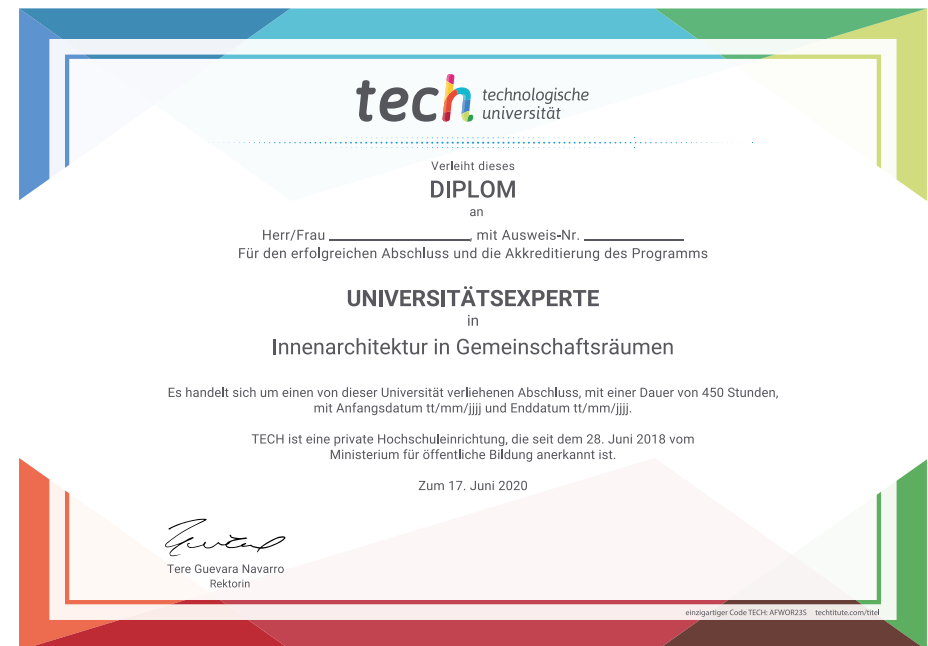 tech technologische
universität
Verleiht dieses
DIPLOM
an
Herr/Frau ____________, mit Ausweis-Nr. ____________
Für den erfolgreichen Abschluss und die Akkreditierung des Programms
UNIVERSITÄTSEXPERTE
in
Innenarchitektur in Gemeinschaftsräumen
Es handelt sich um einen von dieser Universität verliehenen Abschluss, mit einer Dauer von 450 Stunden,
mit Anfangsdatum tt/mm/jjjj und Enddatum tt/mm/jjjj.
TECH ist eine private Hochschuleinrichtung, die seit dem 28. Juni 2018 vom
Ministerium für öffentliche Bildung anerkannt ist.
Zum 17. Juni 2020
Tere Guevara Navarro
Rektorin
einzigartiger Code TECH: AFWOR23S techtitute.com/titel